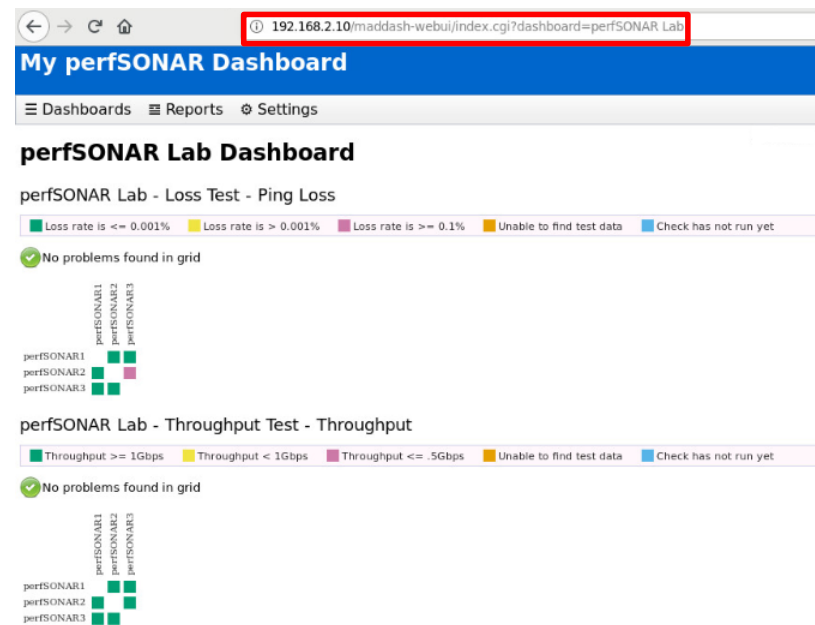 192.168.2.10/maddash-webui/index.cgi?dashboard=perfSONAR Lab
My perfSONAR Dashboard
☰ Dashboards Reports Settings
perfSONAR Lab Dashboard
perfSONAR Lab - Loss Test - Ping Loss
Loss rate is <= 0.001% Loss rate is > 0.001% Loss rate is >= 0.1% Unable to find test data Check has not run yet
No problems found in grid
perfSONAR1 perfSONAR2 perfSONAR3
perfSONAR1
perfSONAR2
perfSONAR3
perfSONAR Lab - Throughput Test - Throughput
Throughput >= 1Gbps Throughput < 1Gbps Throughput <= .5Gbps Unable to find test data Check has not run yet
No problems found in grid
perfSONAR1 perfSONAR2 perfSONAR3
perfSONAR1
perfSONAR2
perfSONAR3